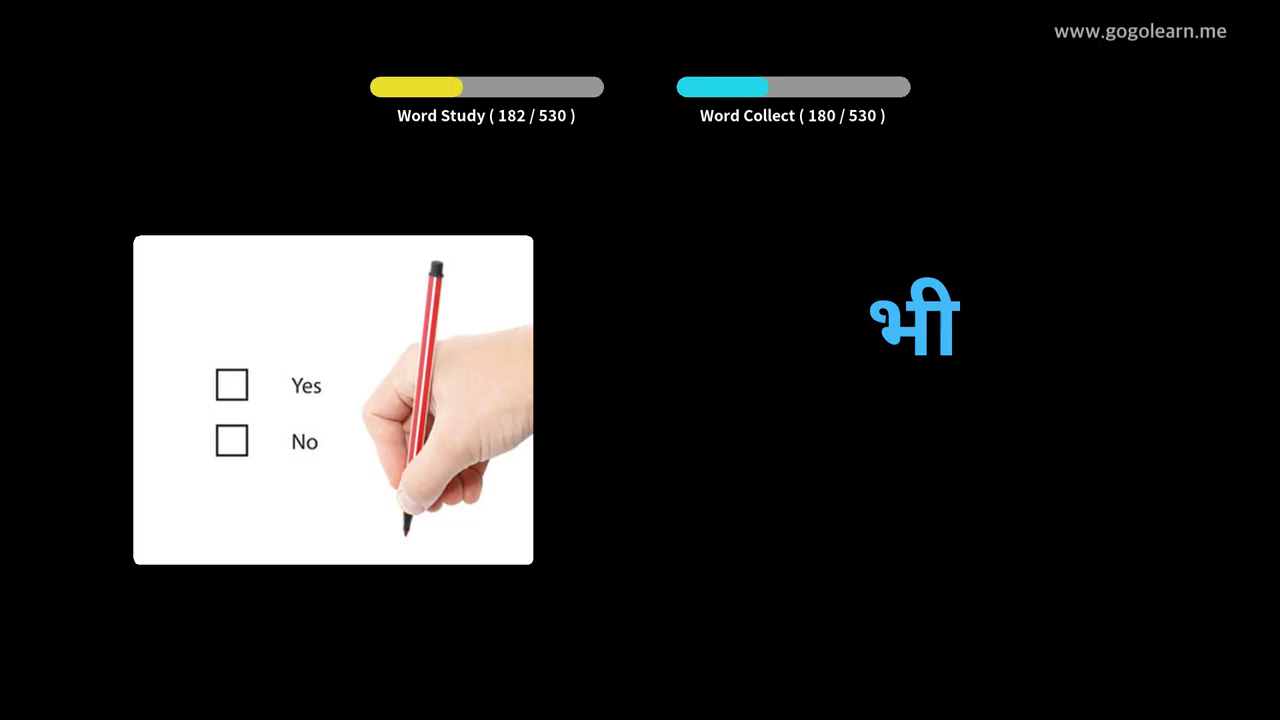 www.gogolearn.me
Word Study ( 182 / 530 )
Word Collect ( 180 / 530 )
भी
Yes
No